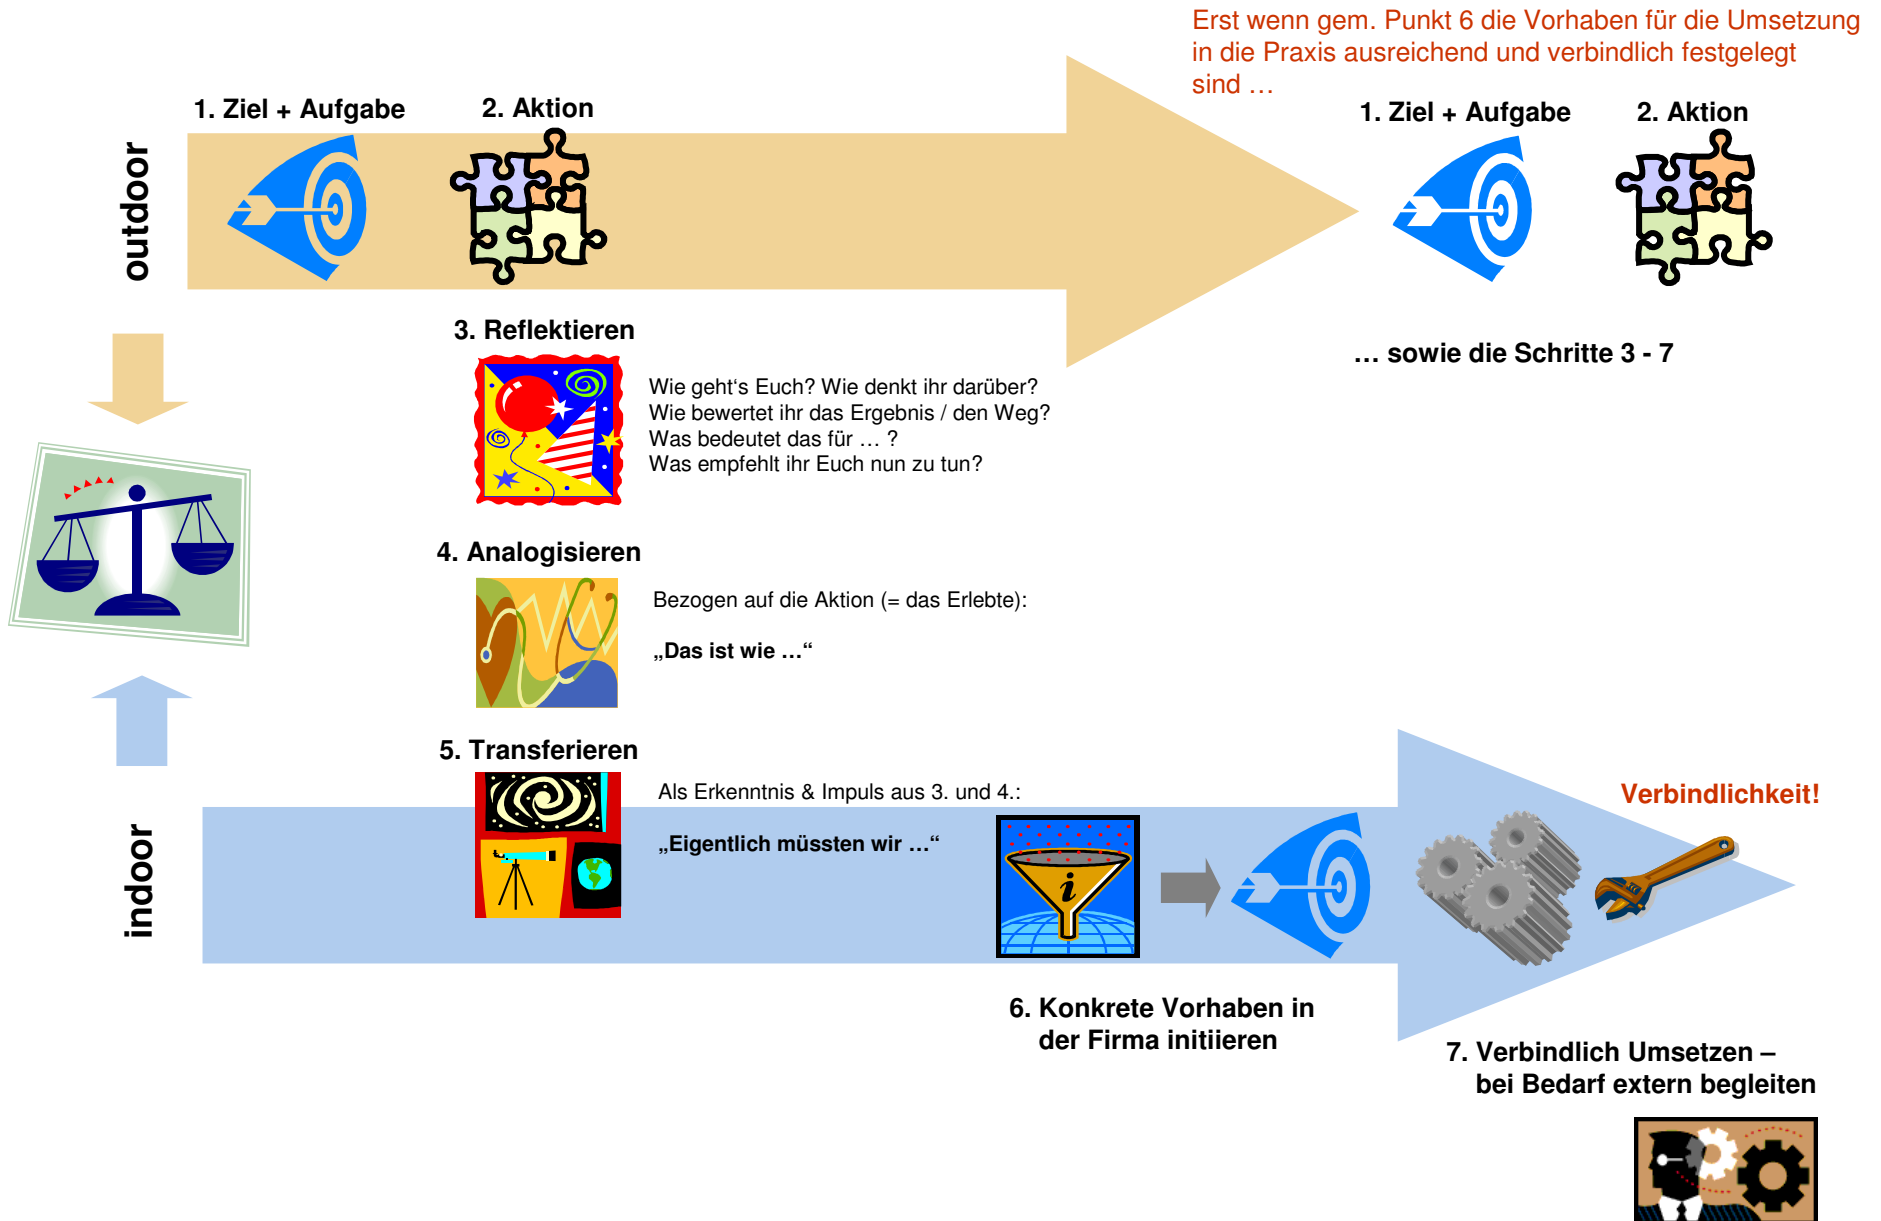 Erst wenn gem. Punkt 6 die Vorhaben für die Umsetzung
in die Praxis ausreichend und verbindlich festgelegt
sind …
outdoor
1. Ziel + Aufgabe
2. Aktion
1. Ziel + Aufgabe
2. Aktion
… sowie die Schritte 3 - 7
3. Reflektieren
Wie geht‘s Euch? Wie denkt ihr darüber?
Wie bewertet ihr das Ergebnis / den Weg?
Was bedeutet das für … ?
Was empfehlt ihr Euch nun zu tun?
4. Analogisieren
Bezogen auf die Aktion (= das Erlebte):
„Das ist wie …“
indoor
5. Transferieren
Als Erkenntnis & Impuls aus 3. und 4.:
„Eigentlich müssten wir …“
i
Verbindlichkeit!
6. Konkrete Vorhaben in
der Firma initiieren
7. Verbindlich Umsetzen –
bei Bedarf extern begleiten